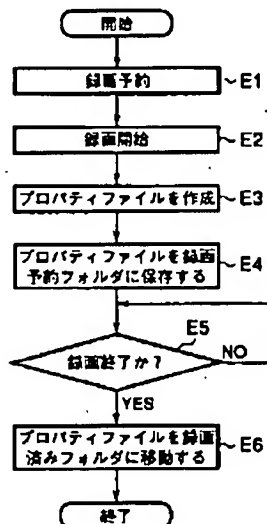 開始
録画予約
E1
録画開始
E2
プロパティファイルを作成
E3
プロパティファイルを録画
予約フォルダに保存する
E4
E5
録画終了か?
NO
YES
プロパティファイルを録画
済みフォルダに移動する
E6
終了